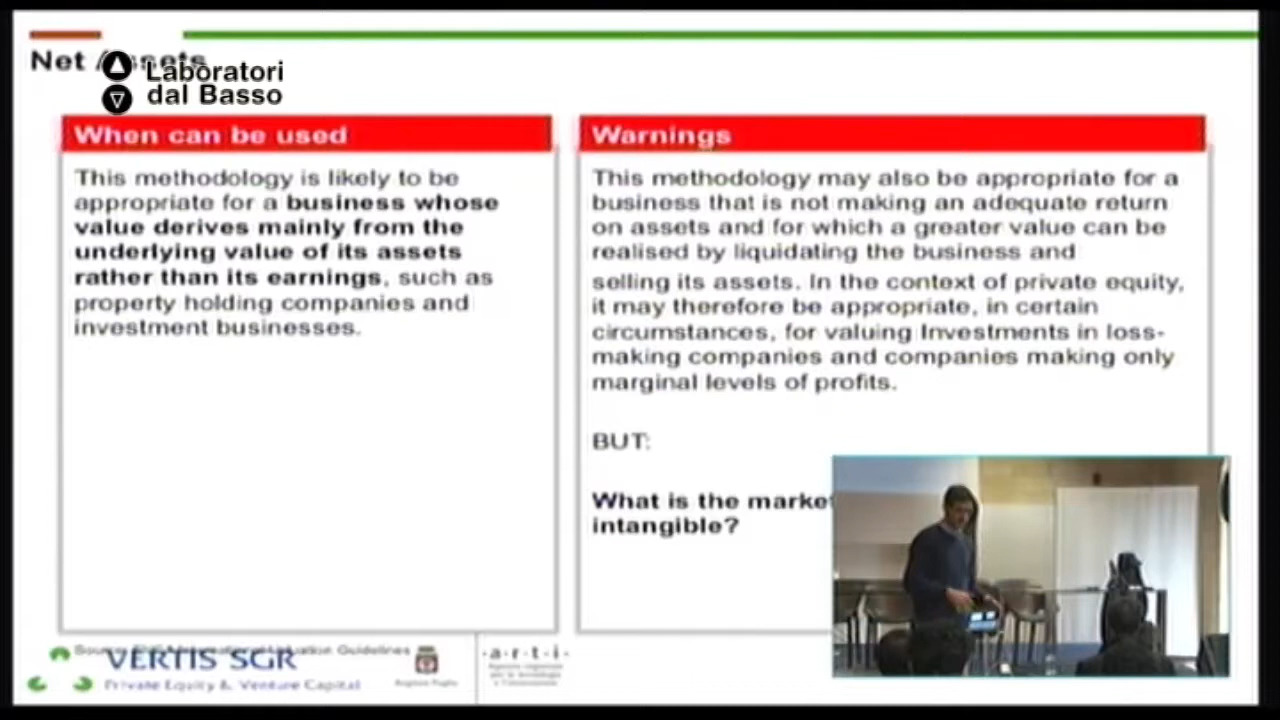 Net Assets
Laboratori
dal Basso
When can be used
This methodology is likely to be
appropriate for a business whose
value derives mainly from the
underlying value of its assets
rather than its earnings, such as
property holding companies and
investment businesses.
Warnings
This methodology may also be appropriate for a
business that is not making an adequate return
on assets and for which a greater value can be
realised by liquidating the business and
selling its assets. In the context of private equity,
it may therefore be appropriate, in certain
circumstances, for valuing Investments in loss-
making companies and companies making only
marginal levels of profits.
BUT:
What is the market
intangible?
Guidelines
VERTIS SGR
Private Equity & Venture Capital
Regione Puglia
·a·r·t·i·